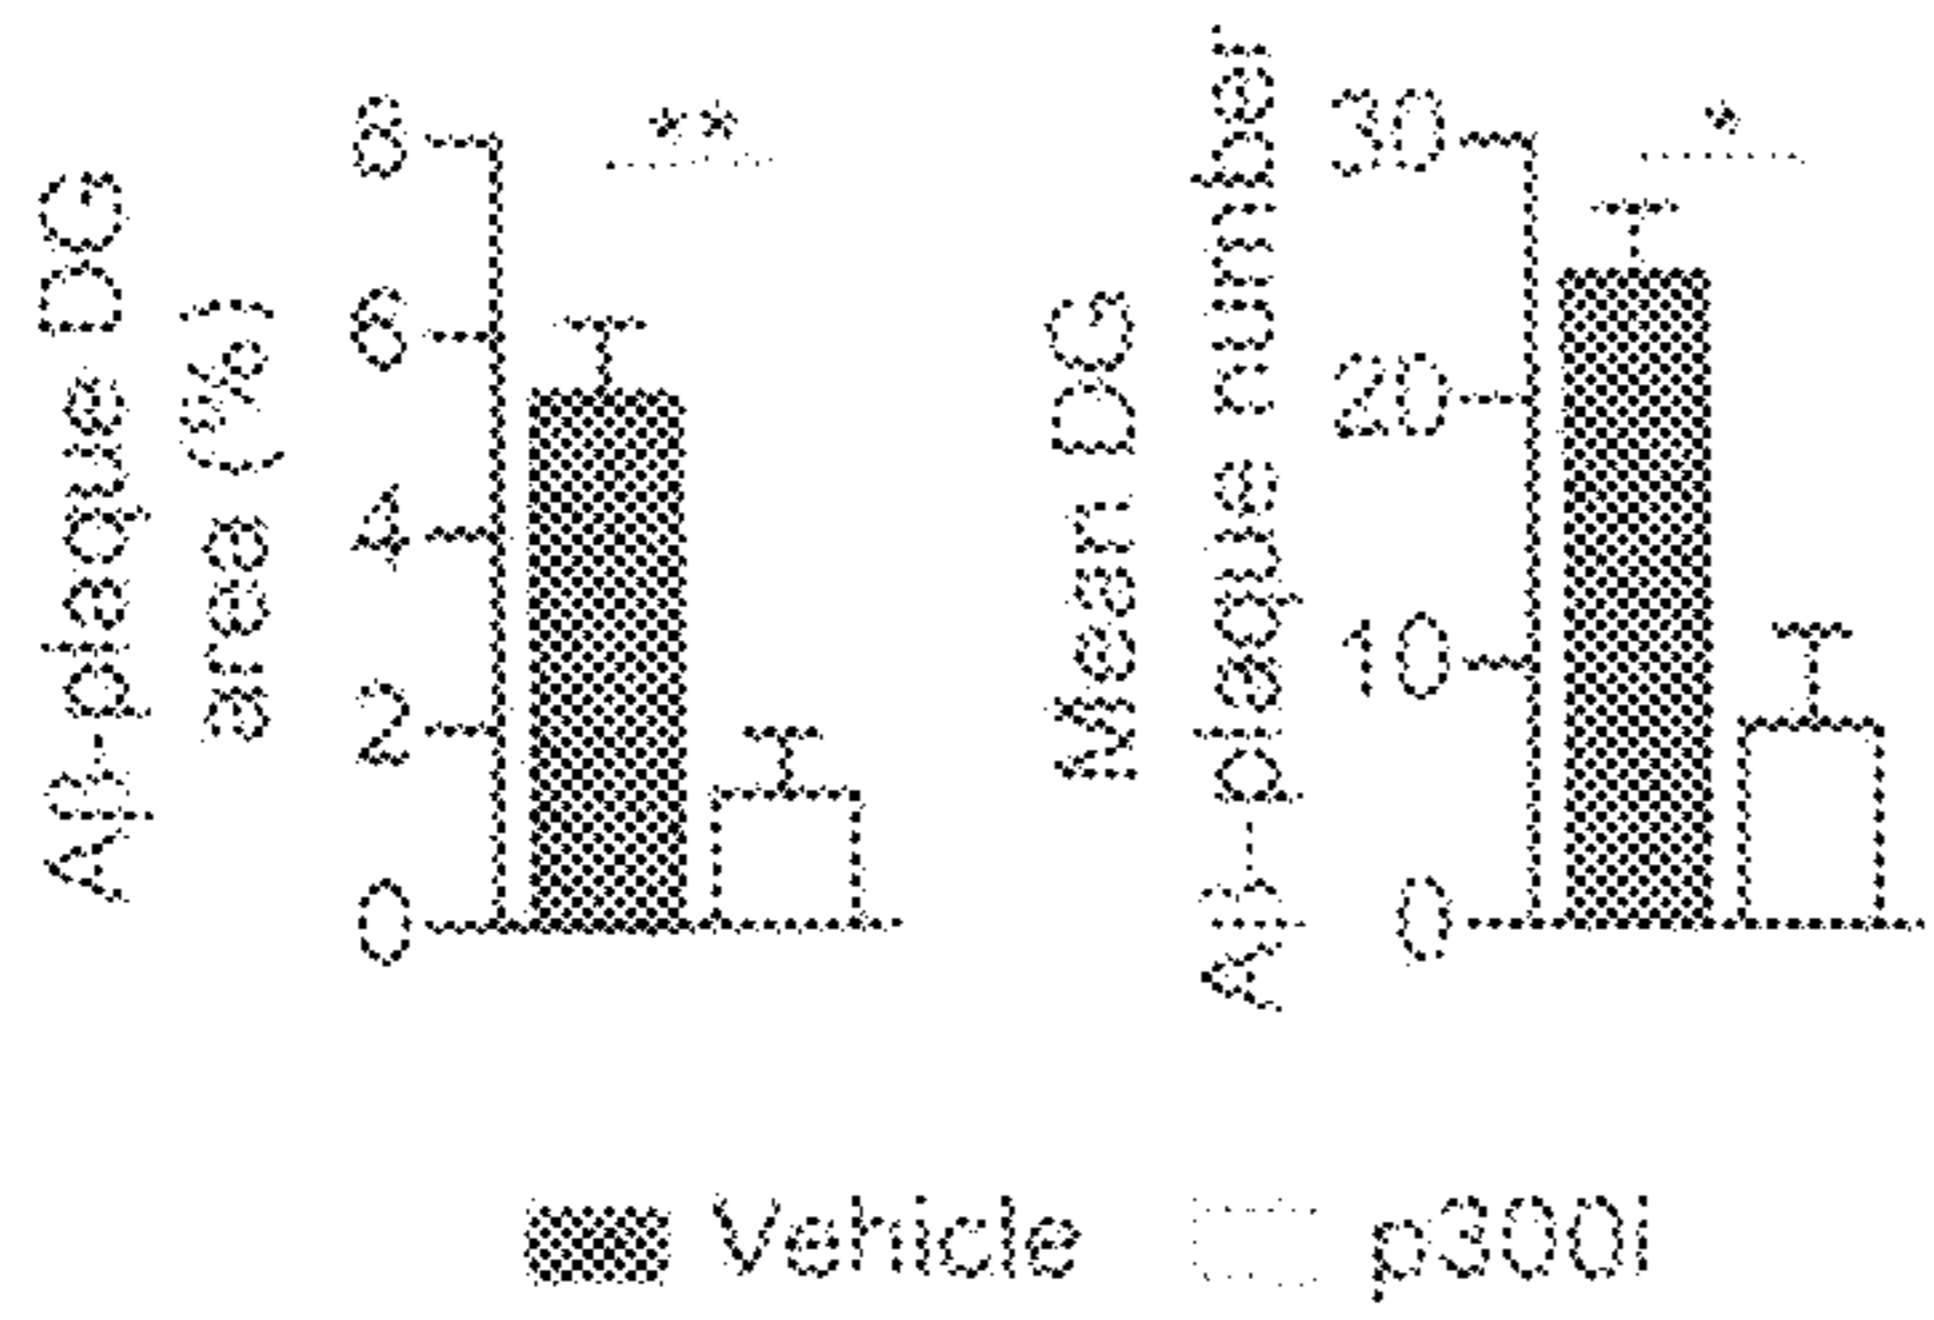 Aβ-plaque DG
area (%)
8
6
4
2
0
**
Mean DG
Aβ-plaque number
30
20
10
0
*
Vehicle
p300i